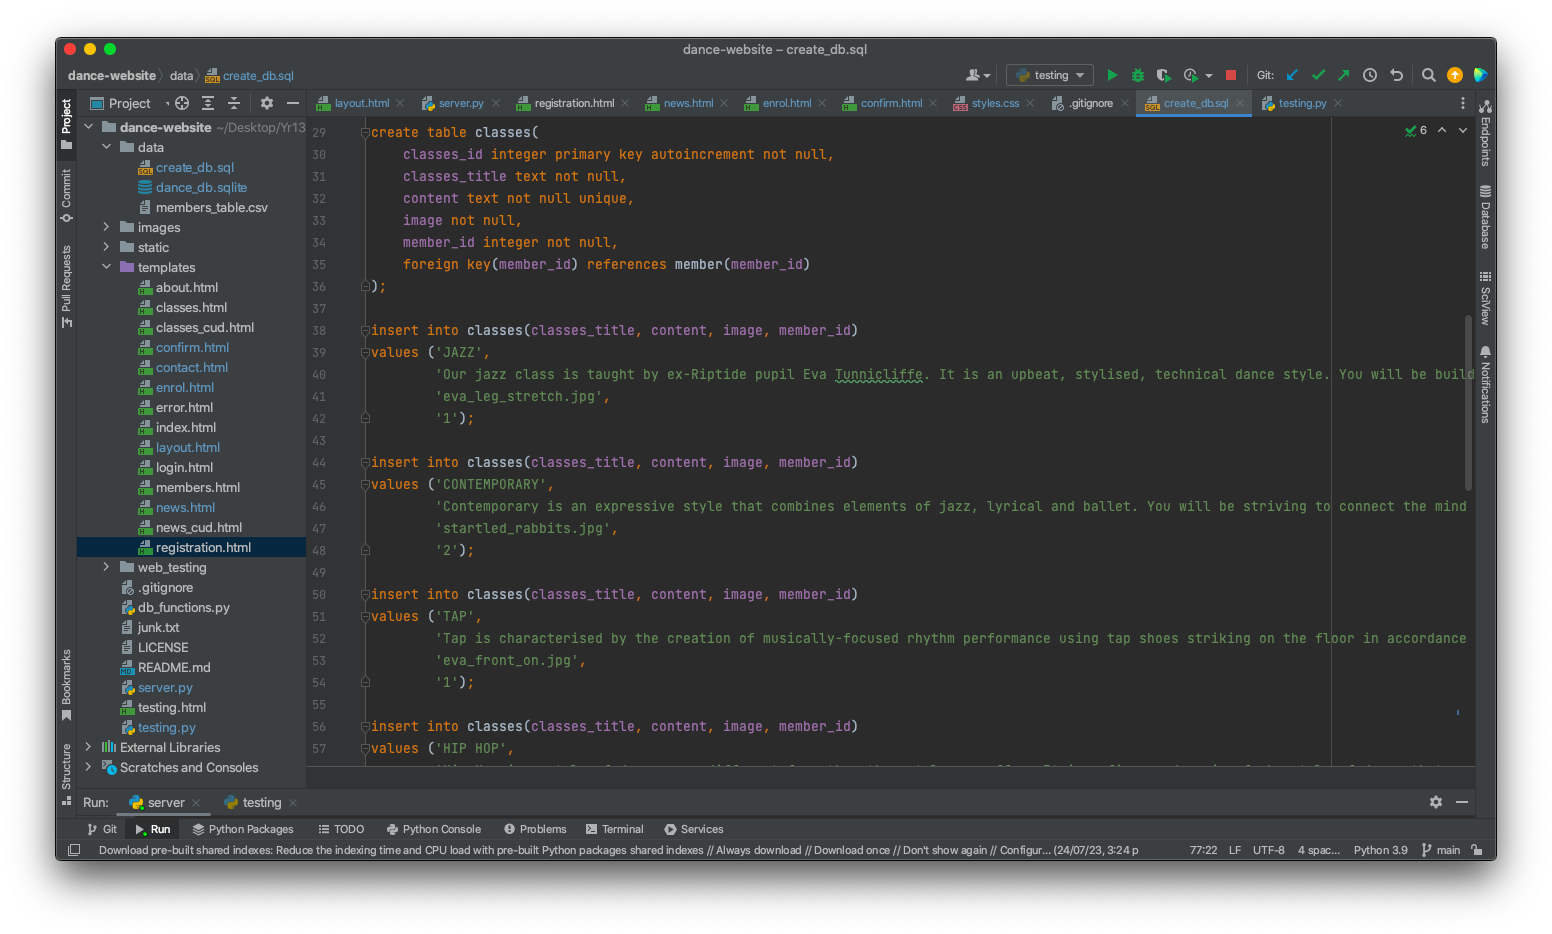 dance-website – create_db.sql
dance-website data create_db.sql
testing
Git:
Project
layout.html server.py registration.html news.html enrol.html confirm.html styles.css .gitignore create_db.sql testing.py
Project
Commit
Pull Requests
Bookmarks
Structure
dance-website ~/Desktop/Yr13
data
create_db.sql
dance_db.sqlite
members_table.csv
images
static
templates
about.html
classes.html
classes_cud.html
confirm.html
contact.html
enrol.html
error.html
index.html
layout.html
login.html
members.html
news.html
news_cud.html
registration.html
web_testing
.gitignore
db_functions.py
junk.txt
LICENSE
README.md
server.py
testing.html
testing.py
External Libraries
Scratches and Consoles
6
29 create table classes(
30 classes_id integer primary key autoincrement not null,
31 classes_title text not null,
32 content text not null unique,
33 image not null,
34 member_id integer not null,
35 foreign key(member_id) references member(member_id)
36 );
37
38 insert into classes(classes_title, content, image, member_id)
39 values ('JAZZ',
40 'Our jazz class is taught by ex-Riptide pupil Eva Tunnicliffe. It is an upbeat, stylised, technical dance style. You will be build
41 'eva_leg_stretch.jpg',
42 '1');
43
44 insert into classes(classes_title, content, image, member_id)
45 values ('CONTEMPORARY',
46 'Contemporary is an expressive style that combines elements of jazz, lyrical and ballet. You will be striving to connect the mind
47 'startled_rabbits.jpg',
48 '2');
49
50 insert into classes(classes_title, content, image, member_id)
51 values ('TAP',
52 'Tap is characterised by the creation of musically-focused rhythm performance using tap shoes striking on the floor in accordance
53 'eva_front_on.jpg',
54 '1');
55
56 insert into classes(classes_title, content, image, member_id)
57 values ('HIP HOP',
Endpoints
Database
SciView
Notifications
Run: server testing
Git Run Python Packages TODO Python Console Problems Terminal Services
Download pre-built shared indexes: Reduce the indexing time and CPU load with pre-built Python packages shared indexes // Always download // Download once // Don't show again // Configur... (24/07/23, 3:24 p 77:22 LF UTF-8 4 spac... Python 3.9 main